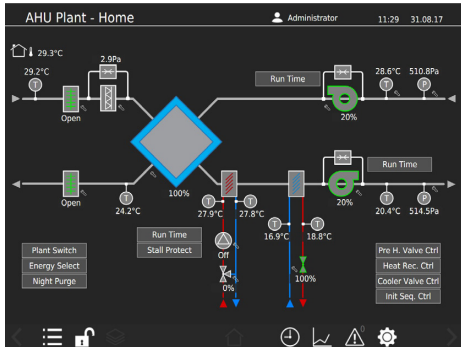 AHU Plant - Home
Administrator
11:29 31.08.17
29.3°C
2.9Pa
29.2°C
T
Run Time
28.6°C
510.8Pa
T
P
Open
20%
Run Time
Open
100%
20%
T
24.2°C
T
T
27.9°C
27.8°C
T
T
16.9°C
18.8°C
T
P
20.4°C
514.5Pa
Run Time
Stall Protect
Off
0%
100%
Plant Switch
Energy Select
Night Purge
Pre H. Valve Ctrl
Heat Rec. Ctrl
Cooler Valve Ctrl
Init Seq. Ctrl
0